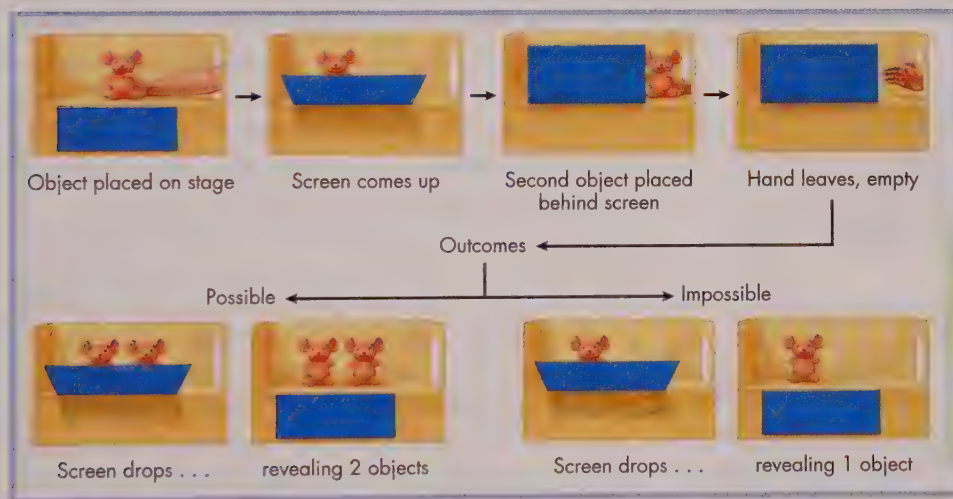 Object placed on stage
Screen comes up
Second object placed
behind screen
Hand leaves, empty
Outcomes
Possible
Impossible
Screen drops . . .
revealing 2 objects
Screen drops . . .
revealing 1 object